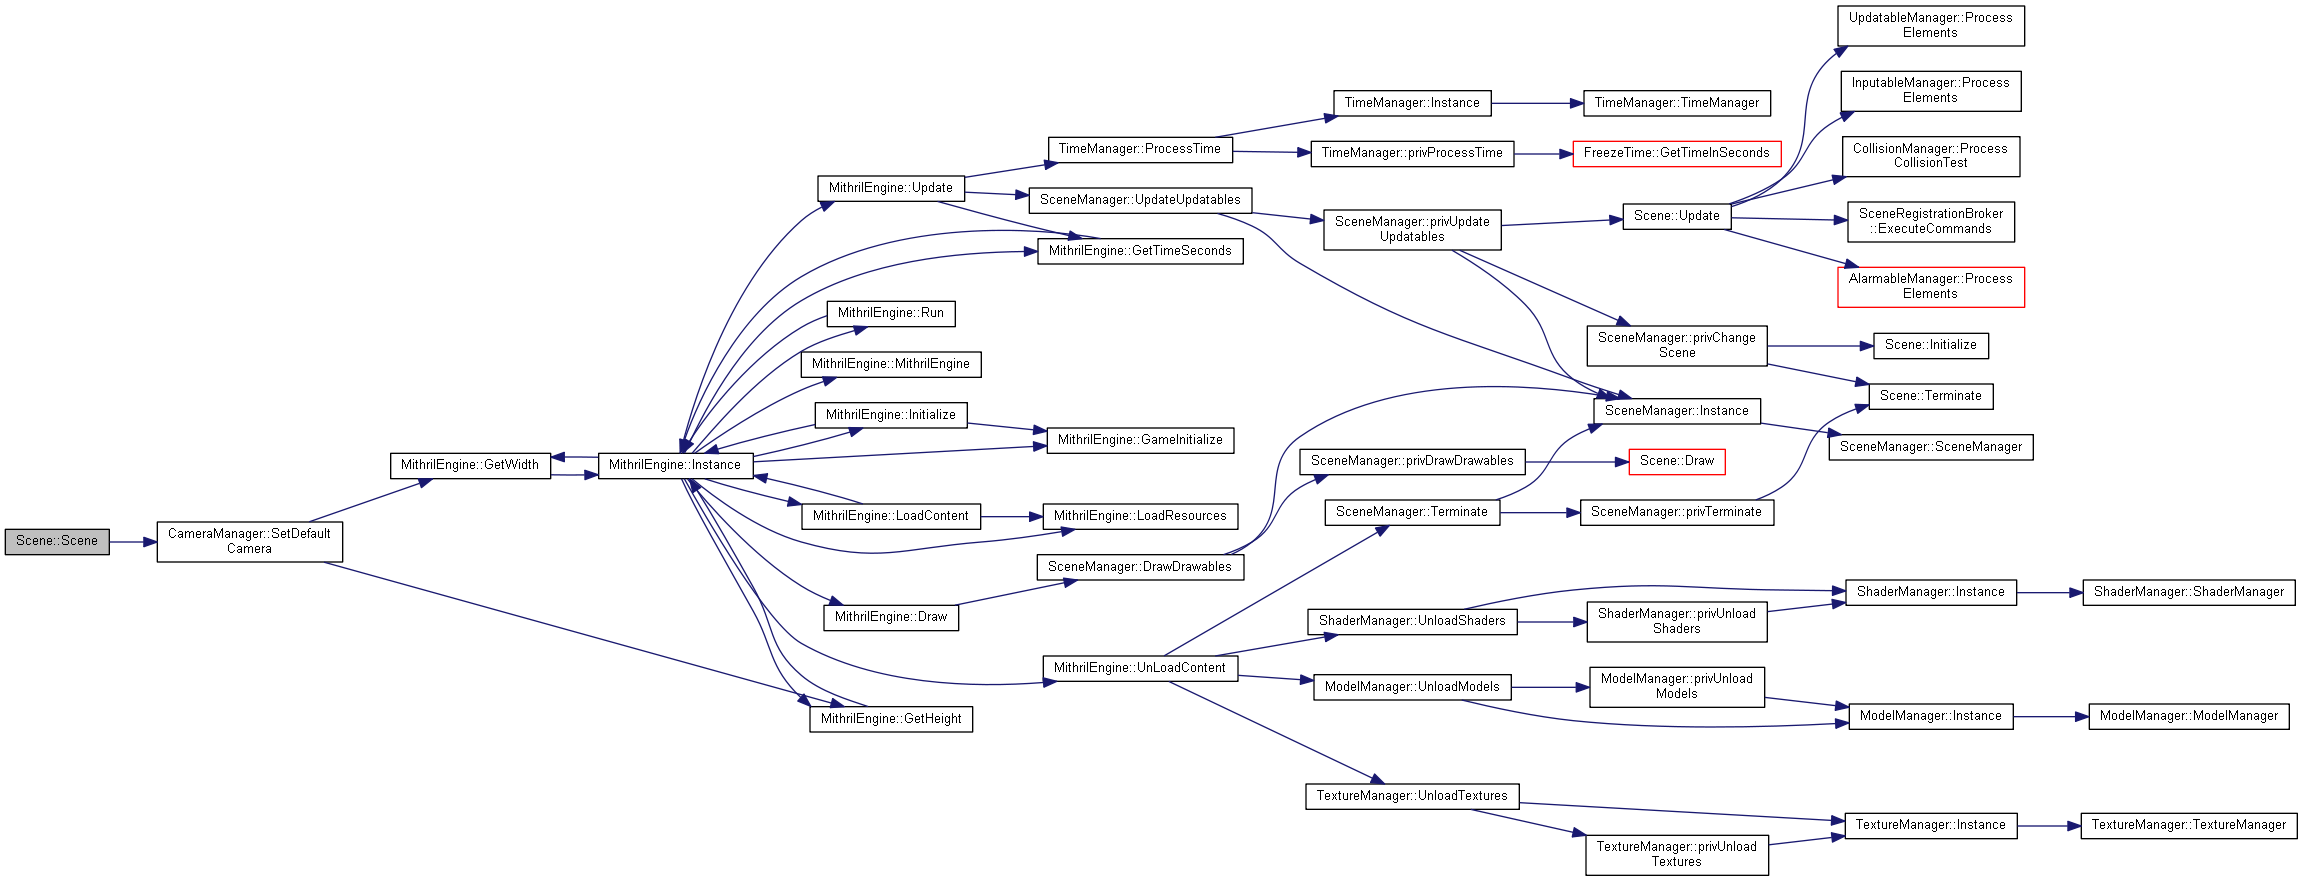 Scene::Scene
CameraManager::SetDefault
Camera
MithrilEngine::GetWidth
MithrilEngine::Instance
MithrilEngine::Update
MithrilEngine::Run
MithrilEngine::MithrilEngine
MithrilEngine::Initialize
MithrilEngine::LoadContent
MithrilEngine::Draw
MithrilEngine::GetHeight
TimeManager::ProcessTime
SceneManager::UpdateUpdatables
MithrilEngine::GetTimeSeconds
MithrilEngine::GameInitialize
MithrilEngine::LoadResources
SceneManager::DrawDrawables
MithrilEngine::UnLoadContent
TimeManager::Instance
TimeManager::privProcessTime
SceneManager::privUpdate
Updatables
SceneManager::privDrawDrawables
SceneManager::Terminate
ShaderManager::UnloadShaders
ModelManager::UnloadModels
TextureManager::UnloadTextures
TimeManager::TimeManager
FreezeTime::GetTimeInSeconds
Scene::Update
SceneManager::privChange
Scene
SceneManager::Instance
Scene::Draw
SceneManager::privTerminate
ShaderManager::privUnload
Shaders
ModelManager::privUnload
Models
TextureManager::privUnload
Textures
UpdatableManager::Process
Elements
InputableManager::Process
Elements
CollisionManager::Process
CollisionTest
SceneRegistrationBroker
::ExecuteCommands
AlarmableManager::Process
Elements
Scene::Initialize
Scene::Terminate
SceneManager::SceneManager
ShaderManager::Instance
ModelManager::Instance
TextureManager::Instance
ShaderManager::ShaderManager
ModelManager::ModelManager
TextureManager::TextureManager